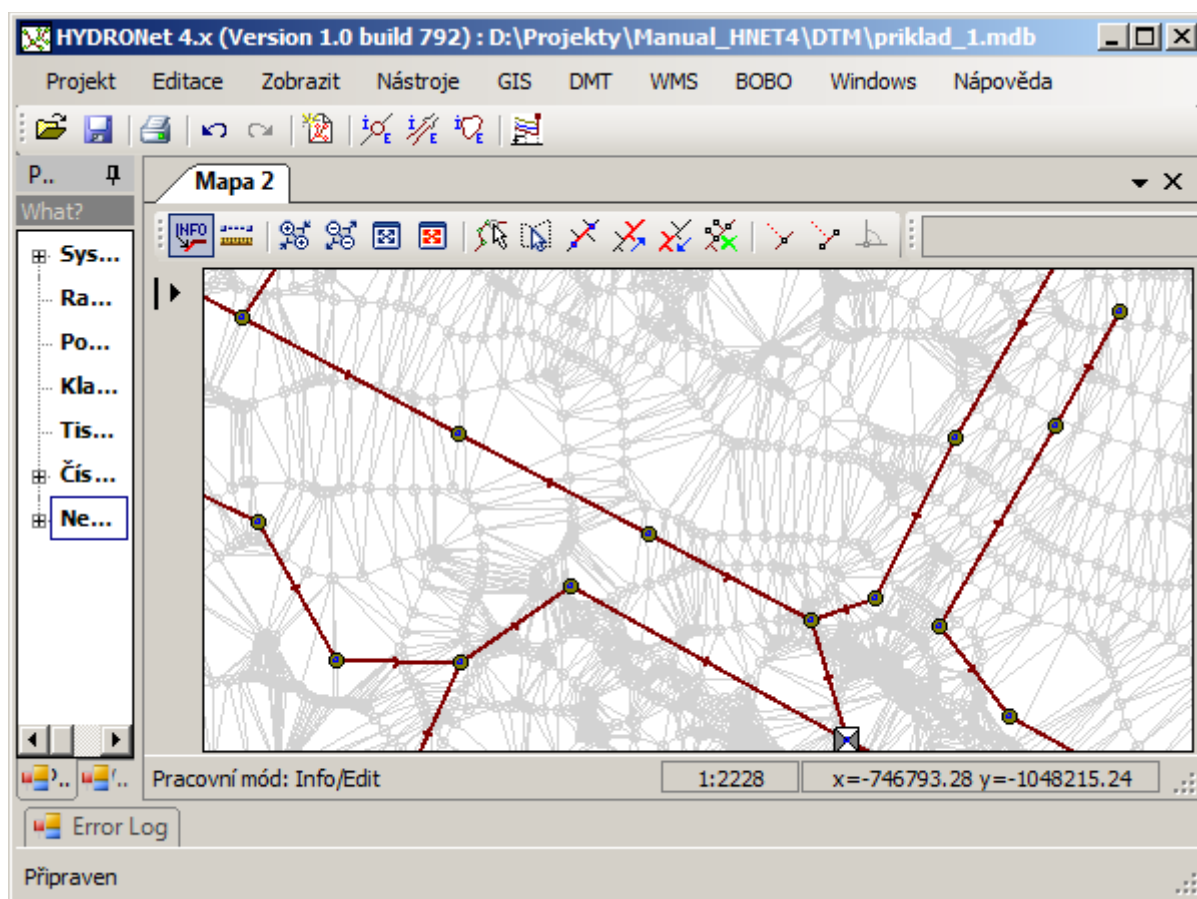 HYDRONet 4.x (Version 1.0 build 792) : D:\Projekty\Manual_HNET4\DTM\priklad_1.mdb
Projekt Editace Zobrazit Nástroje GIS DMT WMS BOBO Windows Nápověda
P..
Mapa 2
What?
INFO
Sys...
Ra...
Po...
Kla...
Tis...
Čís...
Ne...
Pracovní mód: Info/Edit 1:2228 x=-746793.28 y=-1048215.24
Error Log
Připraven